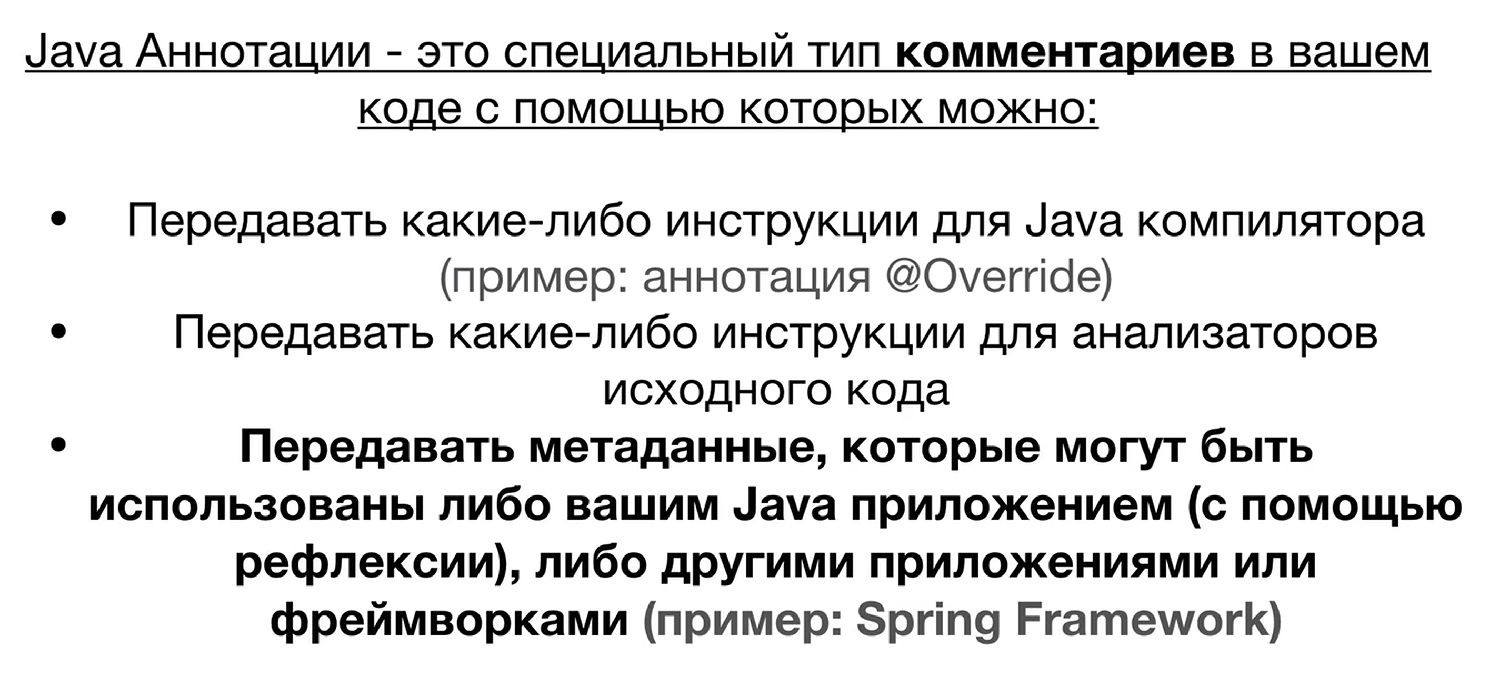 Java Аннотации - это специальный тип комментариев в вашем
коде с помощью которых можно:
• Передавать какие-либо инструкции для Java компилятора
(пример: аннотация @Override)
• Передавать какие-либо инструкции для анализаторов
исходного кода
• Передавать метаданные, которые могут быть
использованы либо вашим Java приложением (с помощью
рефлексии), либо другими приложениями или
фреймворками (пример: Spring Framework)